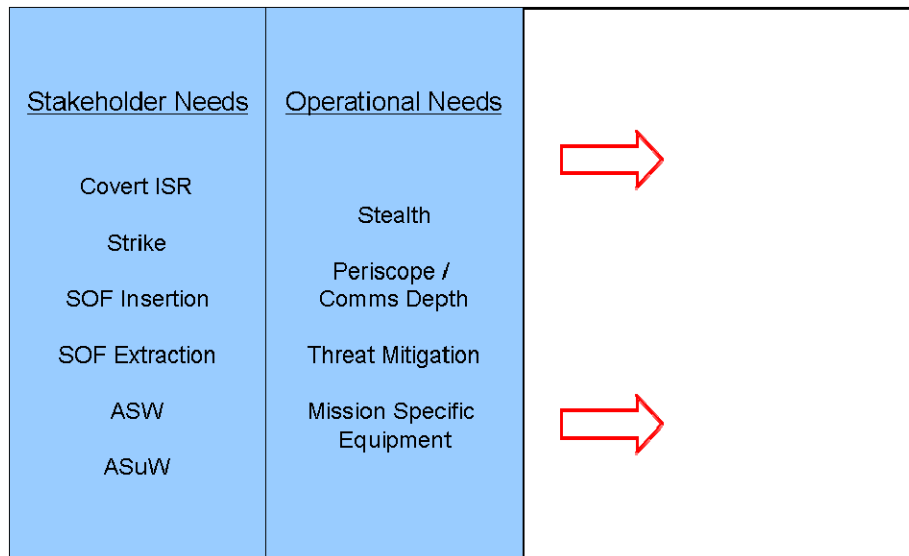 Stakeholder Needs
Covert ISR
Strike
SOF Insertion
SOF Extraction
ASW
ASuW
Operational Needs
Stealth
Periscope /
Comms Depth
Threat Mitigation
Mission Specific
Equipment